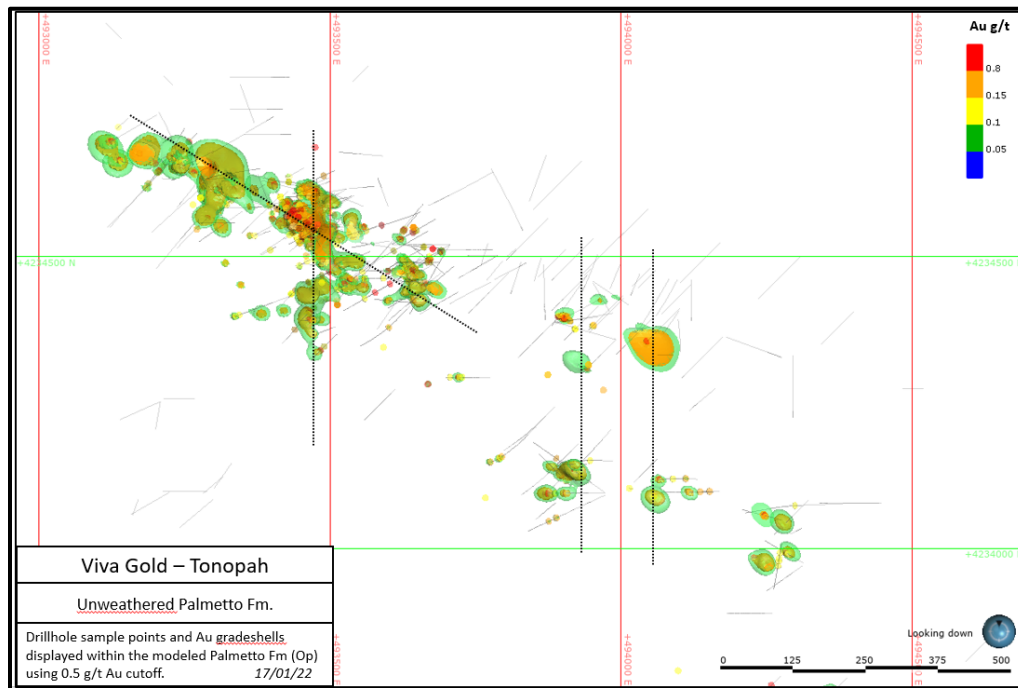 +493000 E
+493500 E
+494000 E
+494500 E
Au g/t
0.8
0.15
0.1
0.05
+4234500 N
+4234500 N
+4234000 N
Viva Gold – Tonopah
Unweathered Palmetto Fm.
Drillhole sample points and Au gradeshells
displayed within the modeled Palmetto Fm (Op)
using 0.5 g/t Au cutoff. 17/01/22
+493500 E
+494000 E
Looking down
0 125 250 375 500